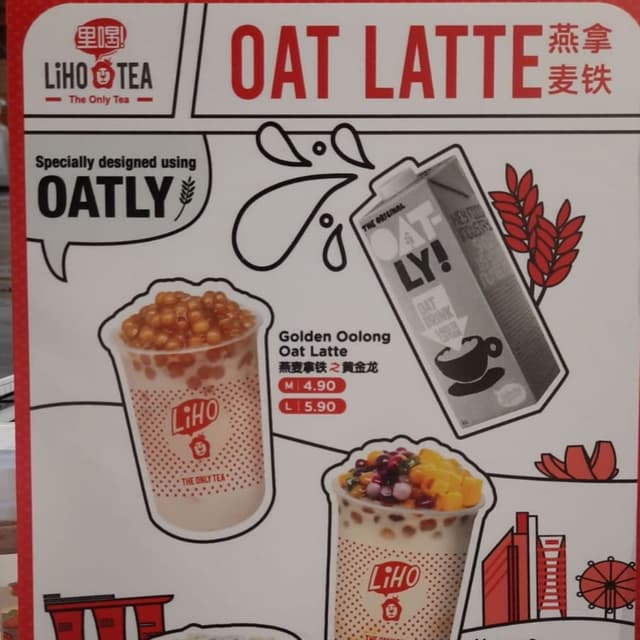 里喝!
LiHO TEA
The Only Tea
OAT LATTE
燕拿
麦铁
Specially designed using
OATLY
THE ORIGINAL
OAT-
LY!
OAT
DRINK
Golden Oolong
Oat Latte
燕麦拿铁之黄金龙
M 4.90
L 5.90
LiHO
THE ONLY TEA
LiHO